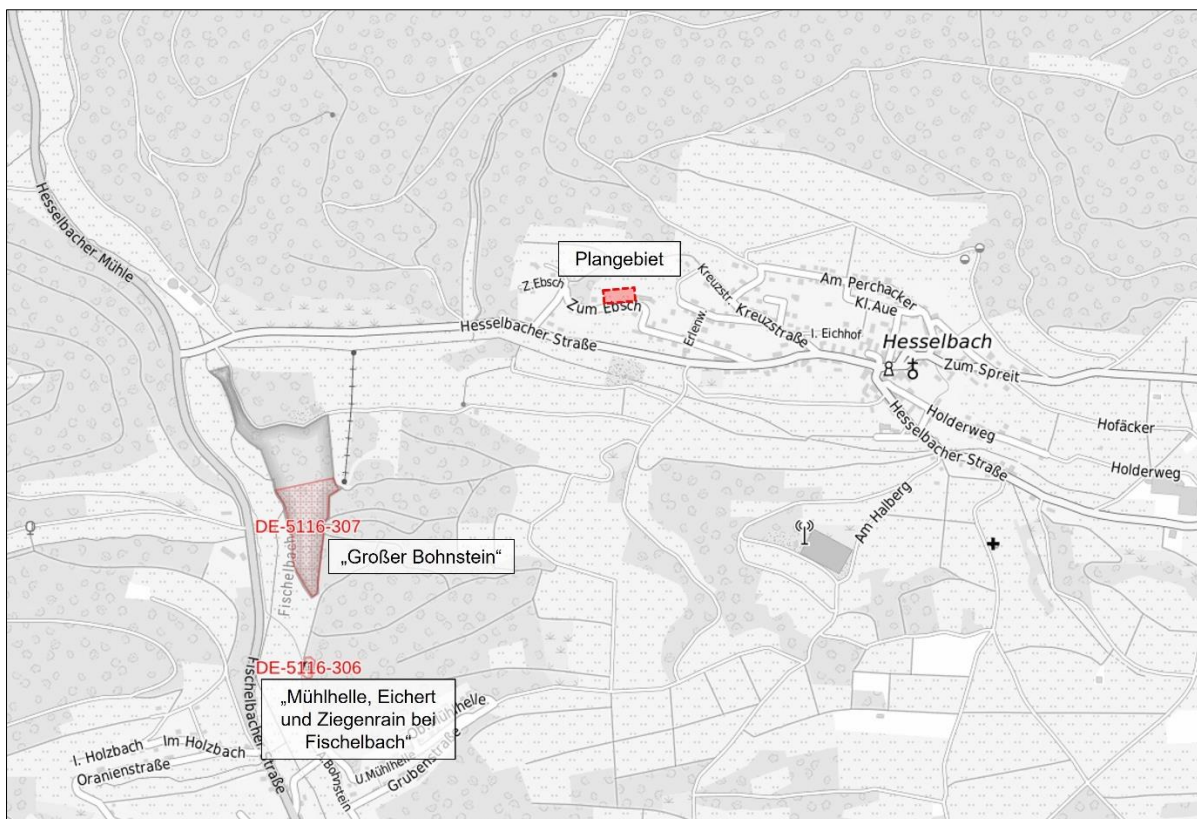 Hesselbacher Mühle
Plangebiet
Z.Ebsch
Zum Ebsch
Kreuzstr.
Kreuzstraße
Am Perchacker
Kl.Aue
Hesselbacher Straße
Erlenw.
I. Eichhof
Hesselbach
Zum Spreit
Holderweg
Hofäcker
Hesselbacher Straße
Holderweg
Am Halberg
DE-5116-307
„Großer Bohnstein“
Fischelbach
DE-5116-306
„Mühlhelle, Eichert
und Ziegenrain bei
Fischelbach“
Fischelbacher Straße
I. Holzbach
Im Holzbach
Oranienstraße
Bohnstein
U.Mühlhelle
Grubenstraße